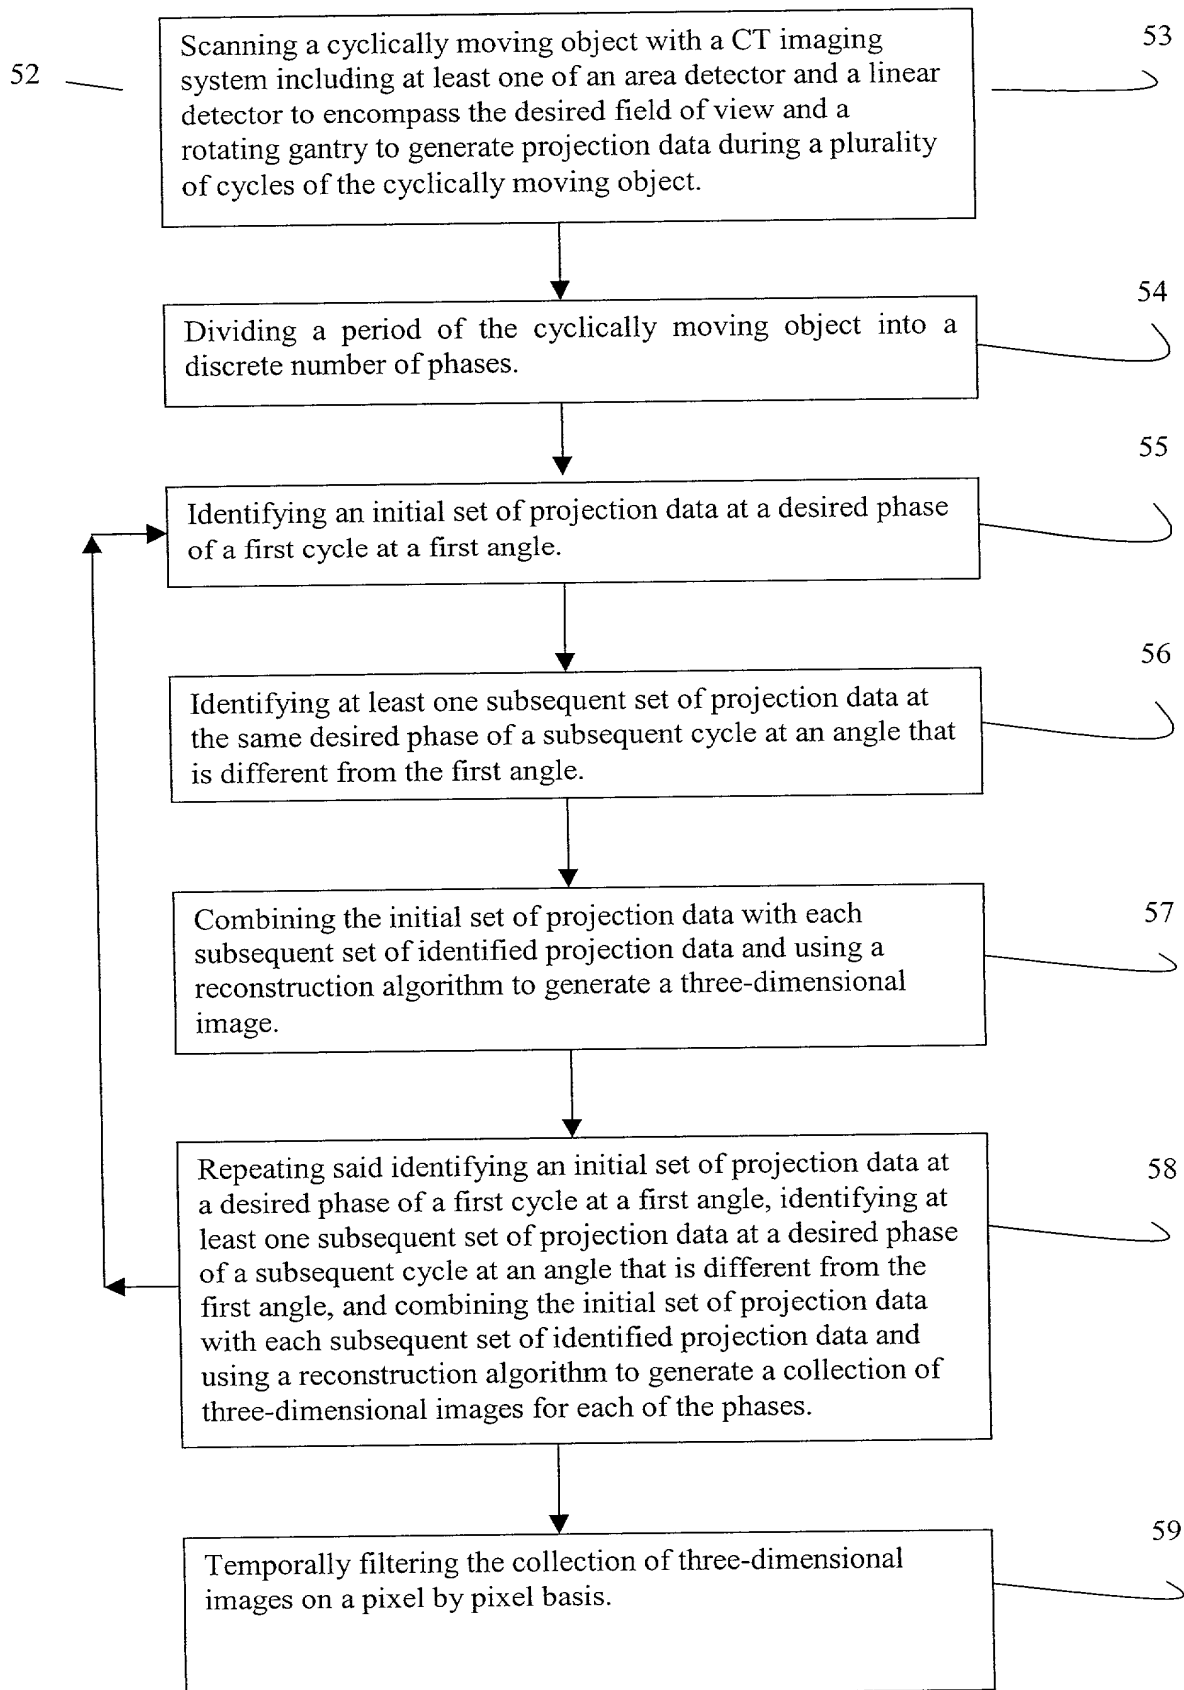 52
53
Scanning a cyclically moving object with a CT imaging
system including at least one of an area detector and a linear
detector to encompass the desired field of view and a
rotating gantry to generate projection data during a plurality
of cycles of the cyclically moving object.
54
Dividing a period of the cyclically moving object into a
discrete number of phases.
55
Identifying an initial set of projection data at a desired phase
of a first cycle at a first angle.
56
Identifying at least one subsequent set of projection data at
the same desired phase of a subsequent cycle at an angle that
is different from the first angle.
57
Combining the initial set of projection data with each
subsequent set of identified projection data and using a
reconstruction algorithm to generate a three-dimensional
image.
58
Repeating said identifying an initial set of projection data at
a desired phase of a first cycle at a first angle, identifying at
least one subsequent set of projection data at a desired phase
of a subsequent cycle at an angle that is different from the
first angle, and combining the initial set of projection data
with each subsequent set of identified projection data and
using a reconstruction algorithm to generate a collection of
three-dimensional images for each of the phases.
59
Temporally filtering the collection of three-dimensional
images on a pixel by pixel basis.